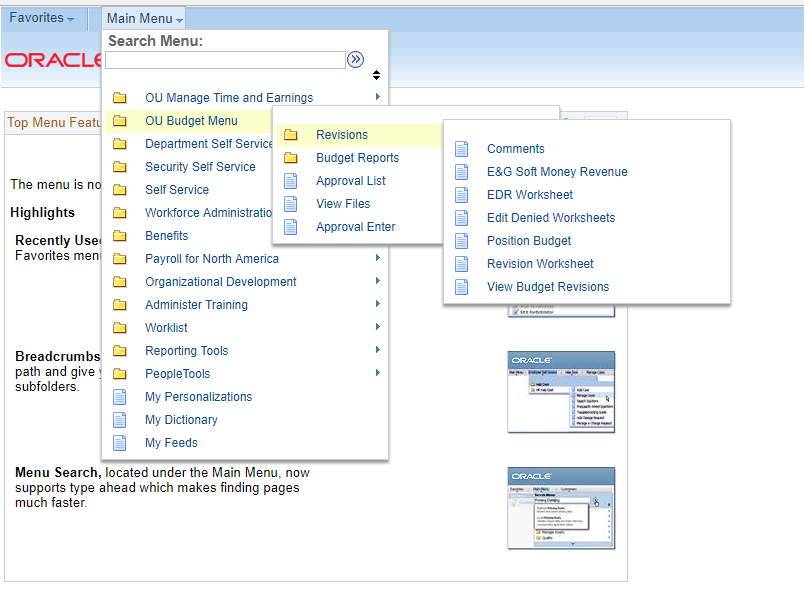 Favorites
Main Menu
Search Menu:
ORACLE
OU Manage Time and Earnings
Top Menu Featu
OU Budget Menu
Department Self Service
Security Self Service
Self Service
Workforce Administratio
Benefits
Payroll for North America
Organizational Development
Administer Training
Worklist
Reporting Tools
PeopleTools
My Personalizations
My Dictionary
My Feeds
Revisions
Budget Reports
Approval List
View Files
Approval Enter
Comments
E&G Soft Money Revenue
EDR Worksheet
Edit Denied Worksheets
Position Budget
Revision Worksheet
View Budget Revisions
The menu is no
Highlights
Recently Used
Favorites menu
Breadcrumbs
path and give y
subfolders.
ORACLE
Menu Search, located under the Main Menu, now
supports type ahead which makes finding pages
much faster.
ORACLE